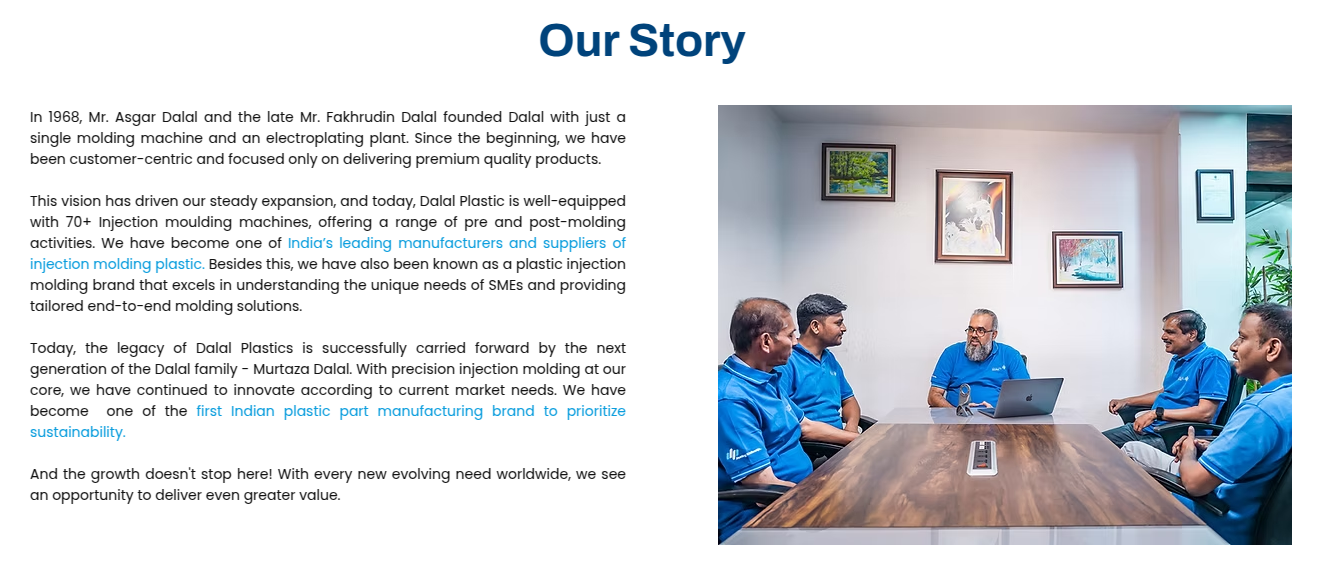 Our Story
In 1968, Mr. Asgar Dalal and the late Mr. Fakhrudin Dalal founded Dalal with just a
single molding machine and an electroplating plant. Since the beginning, we have
been customer-centric and focused only on delivering premium quality products.
This vision has driven our steady expansion, and today, Dalal Plastic is well-equipped
with 70+ Injection moulding machines, offering a range of pre and post-molding
activities. We have become one of India's leading manufacturers and suppliers of
injection molding plastic. Besides this, we have also been known as a plastic injection
molding brand that excels in understanding the unique needs of SMEs and providing
tailored end-to-end molding solutions.
Today, the legacy of Dalal Plastics is successfully carried forward by the next
generation of the Dalal family - Murtaza Dalal. With precision injection molding at our
core, we have continued to innovate according to current market needs. We have
become one of the first Indian plastic part manufacturing brand to prioritize
sustainability.
And the growth doesn't stop here! With every new evolving need worldwide, we see
an opportunity to deliver even greater value.